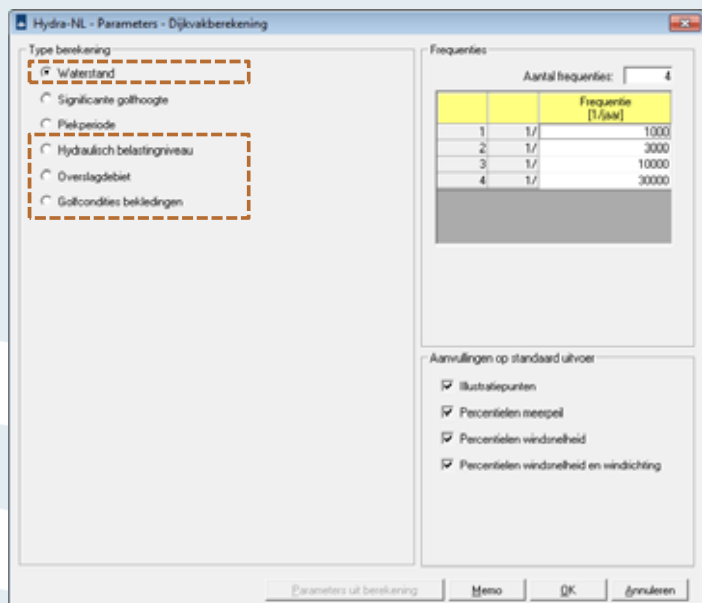 Hydra-NL - Parameters - Dijkvakberekening
Type berekening
Waterstand
Significante golfhoogte
Piekperiode
Hydraulisch belastingniveau
Overslagdebiet
Golfcondities bekledingen
Frequenties
Aantal frequenties: 4
Frequentie
[1/jaar]
1 1/ 1000
2 1/ 3000
3 1/ 10000
4 1/ 30000
Aanvullingen op standaard uitvoer
Illustratiepunten
Percentielen meerpeil
Percentielen windsnelheid
Percentielen windsnelheid en windrichting
Parameters uit berekening Memo OK Annuleren